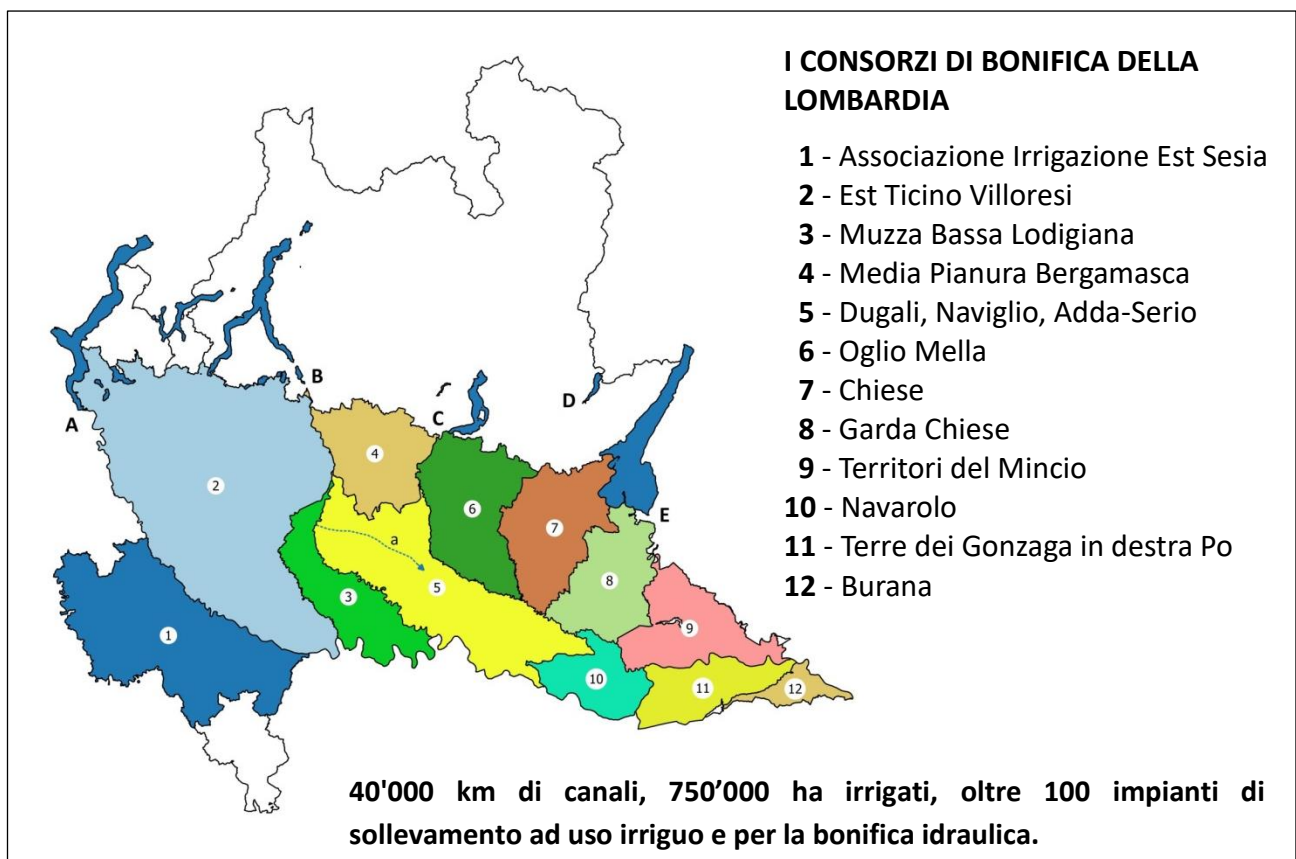 I CONSORZI DI BONIFICA DELLA
LOMBARDIA
1 - Associazione Irrigazione Est Sesia
2 - Est Ticino Villoresi
3 - Muzza Bassa Lodigiana
4 - Media Pianura Bergamasca
5 - Dugali, Naviglio, Adda-Serio
6 - Oglio Mella
7 - Chiese
8 - Garda Chiese
9 - Territori del Mincio
10 - Navarolo
11 - Terre dei Gonzaga in destra Po
12 - Burana
A
B
C
D
E
2
4
6
7
a
8
5
3
1
9
10
11
12
40'000 km di canali, 750’000 ha irrigati, oltre 100 impianti di
sollevamento ad uso irriguo e per la bonifica idraulica.